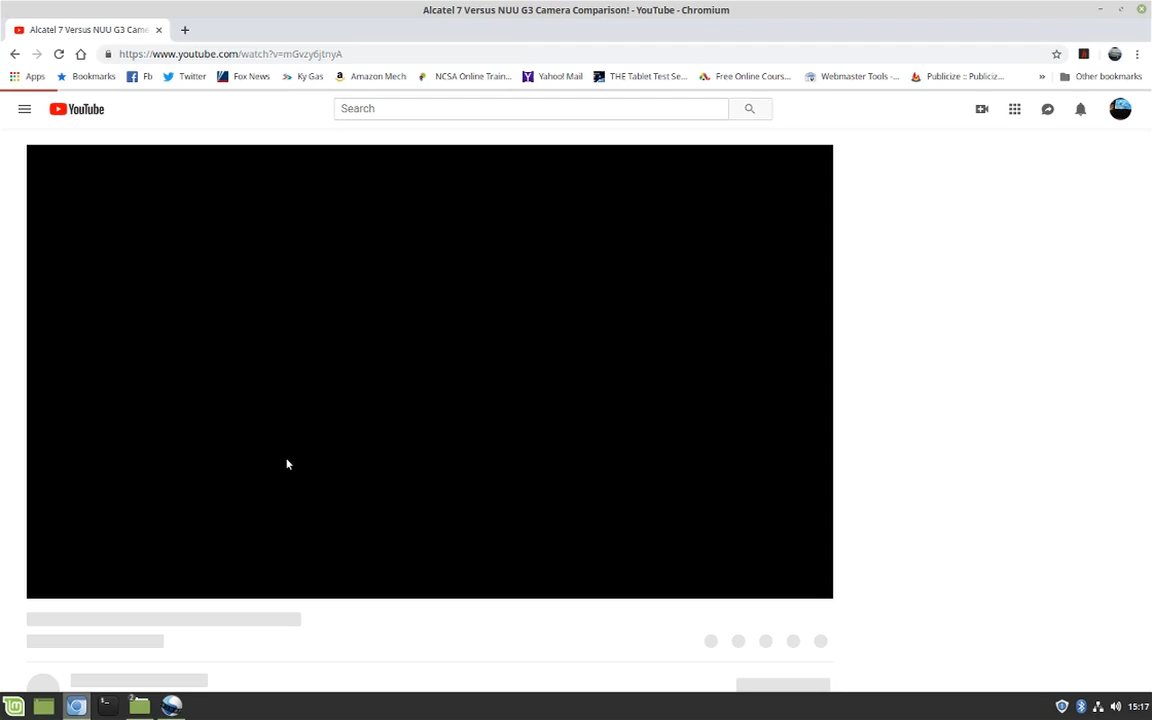 Alcatel 7 Versus NUU G3 Camera Comparison! - YouTube - Chromium
Alcatel 7 Versus NUU G3 Came
https://www.youtube.com/watch?v=mGvzy6jtnyA
Apps Bookmarks Fb Twitter Fox News Ky Gas Amazon Mech NCSA Online Train... Yahoo! Mail THE Tablet Test Se... Free Online Cours... Webmaster Tools -... Publicize :: Publiciz... » Other bookmarks
YouTube Search
15:17